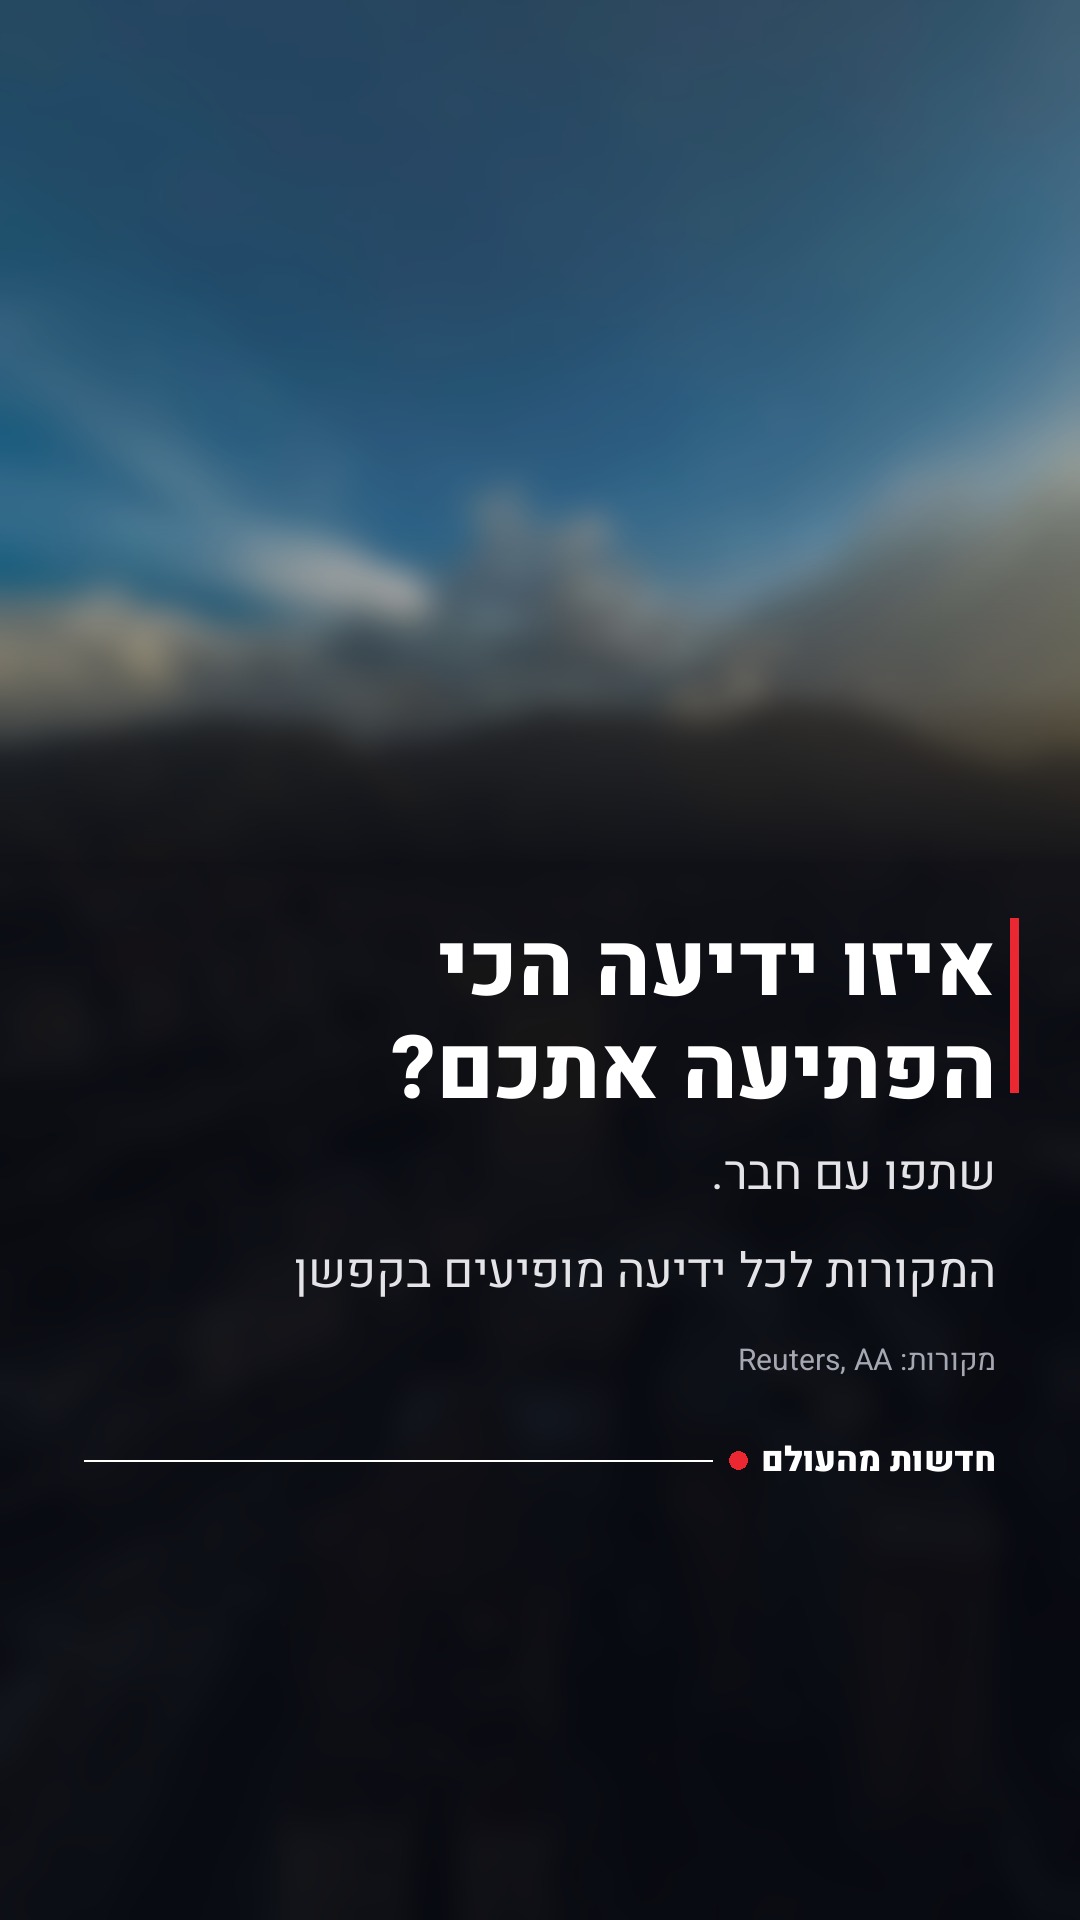 איזו ידיעה הכי
הפתיעה אתכם?
שתפו עם חבר.
המקורות לכל ידיעה מופיעים בקפשן
מקורות: Reuters, AA
חדשות מהעולם